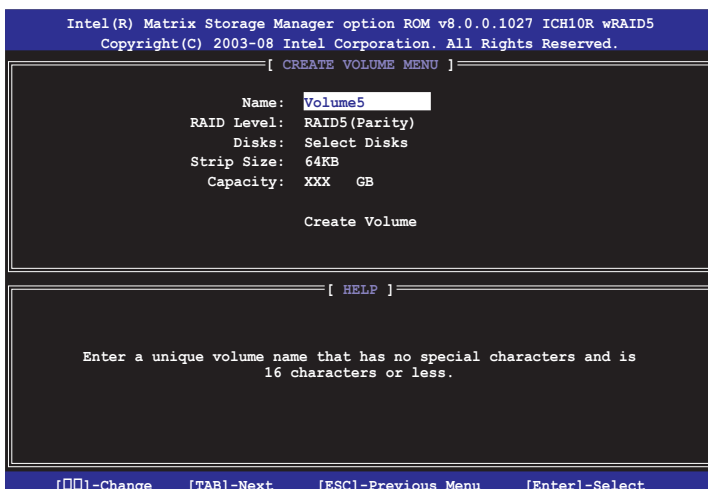 Intel(R) Matrix Storage Manager option ROM v8.0.0.1027 ICH10R wRAID5
Copyright(C) 2003-08 Intel Corporation. All Rights Reserved.
[ CREATE VOLUME MENU ]
Name: Volume5
RAID Level: RAID5(Parity)
Disks: Select Disks
Strip Size: 64KB
Capacity: XXX GB
Create Volume
[ HELP ]
Enter a unique volume name that has no special characters and is
16 characters or less.
[▯▯]-Change [TAB]-Next [ESC]-Previous Menu [Enter]-Select